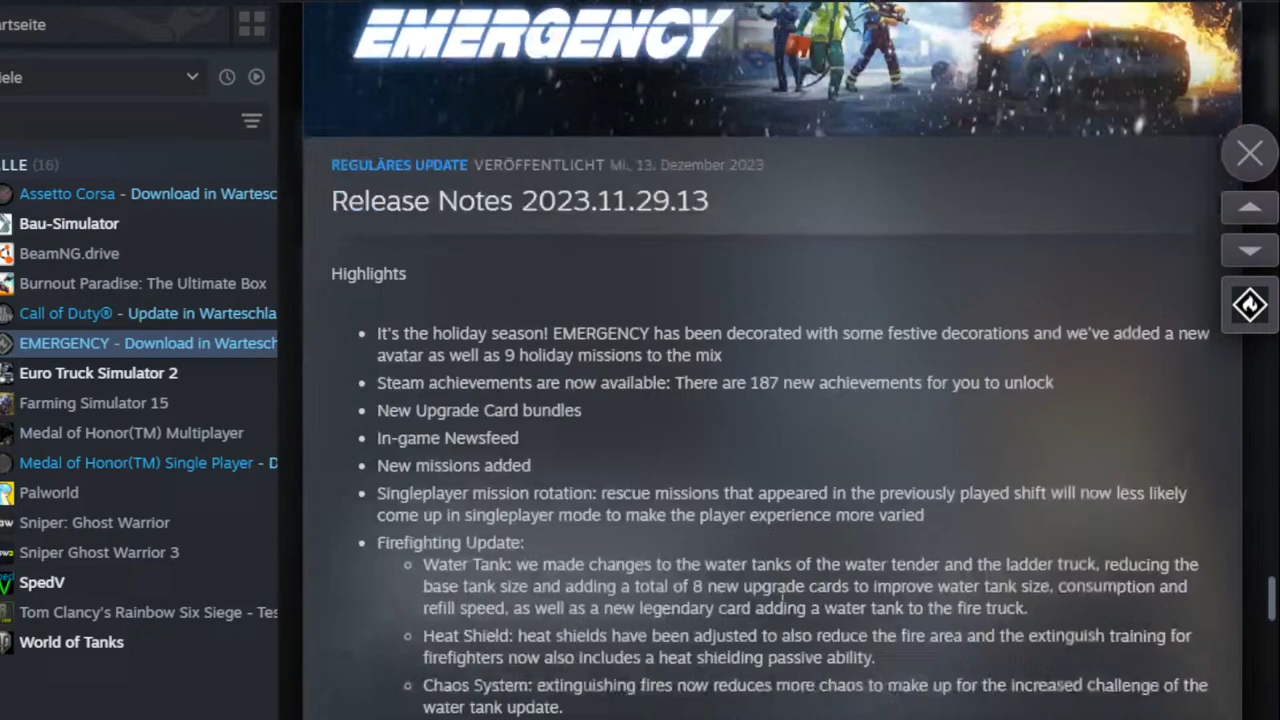 artseite
iele
ALLE (16)
Assetto Corsa - Download in Wartesc
Bau-Simulator
BeamNG.drive
Burnout Paradise: The Ultimate Box
Call of Duty® - Update in Warteschla
EMERGENCY - Download in Wartesch
Euro Truck Simulator 2
Farming Simulator 15
Medal of Honor(TM) Multiplayer
Medal of Honor(TM) Single Player - D
Palworld
Sniper: Ghost Warrior
Sniper Ghost Warrior 3
SpedV
Tom Clancy's Rainbow Six Siege - Tes
World of Tanks
EMERGENCY
REGULÄRES UPDATE VERÖFFENTLICHT Mi, 13. Dezember 2023
Release Notes 2023.11.29.13
Highlights
• It's the holiday season! EMERGENCY has been decorated with some festive decorations and we've added a new
avatar as well as 9 holiday missions to the mix
• Steam achievements are now available: There are 187 new achievements for you to unlock
• New Upgrade Card bundles
• In-game Newsfeed
• New missions added
• Singleplayer mission rotation: rescue missions that appeared in the previously played shift will now less likely
come up in singleplayer mode to make the player experience more varied
• Firefighting Update:
◦ Water Tank: we made changes to the water tanks of the water tender and the ladder truck, reducing the
base tank size and adding a total of 8 new upgrade cards to improve water tank size, consumption and
refill speed, as well as a new legendary card adding a water tank to the fire truck.
◦ Heat Shield: heat shields have been adjusted to also reduce the fire area and the extinguish training for
firefighters now also includes a heat shielding passive ability.
◦ Chaos System: extinguishing fires now reduces more chaos to make up for the increased challenge of the
water tank update.